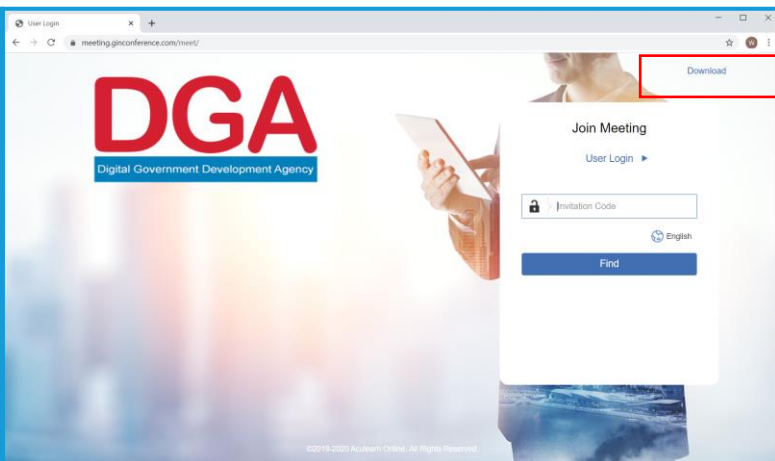 User Login
meeting.ginconference.com/meet/
W
Download
DGA
Digital Government Development Agency
Join Meeting
User Login
Invitation Code
English
Find
©2019-2020 Aculearn Online, All Rights Reserved.